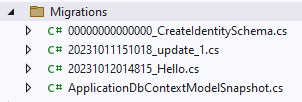 Migrations
C# 00000000000000_CreateIdentitySchema.cs
C# 20231011151018_update_1.cs
C# 20231012014815_Hello.cs
C# ApplicationDbContextModelSnapshot.cs